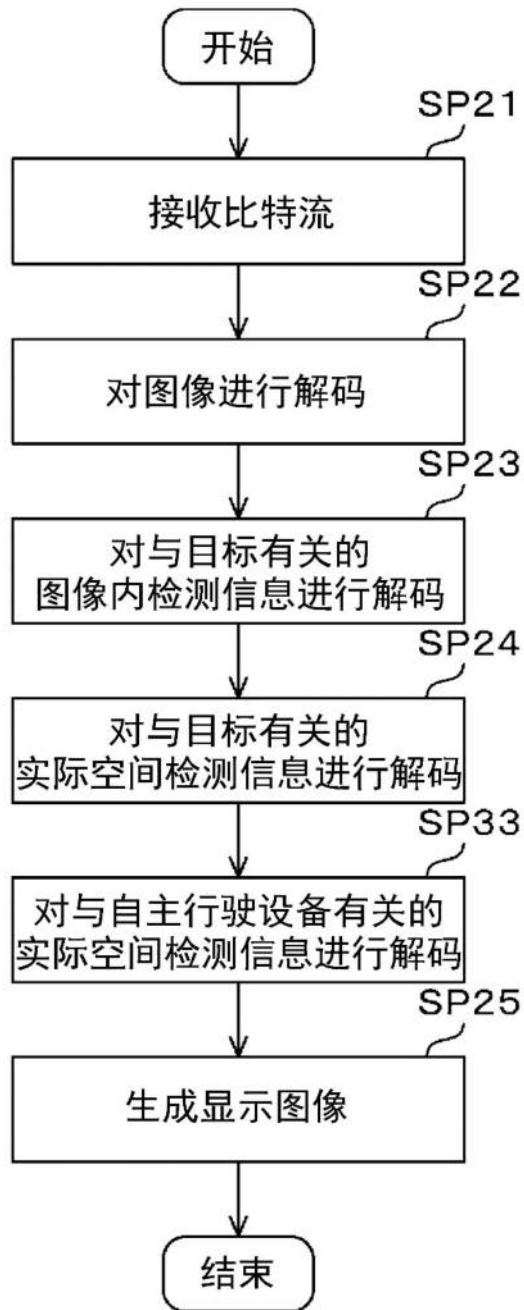 开始
SP21
接收比特流
SP22
对图像进行解码
SP23
对与目标有关的
图像内检测信息进行解码
SP24
对与目标有关的
实际空间检测信息进行解码
SP33
对与自主行驶设备有关的
实际空间检测信息进行解码
SP25
生成显示图像
结束